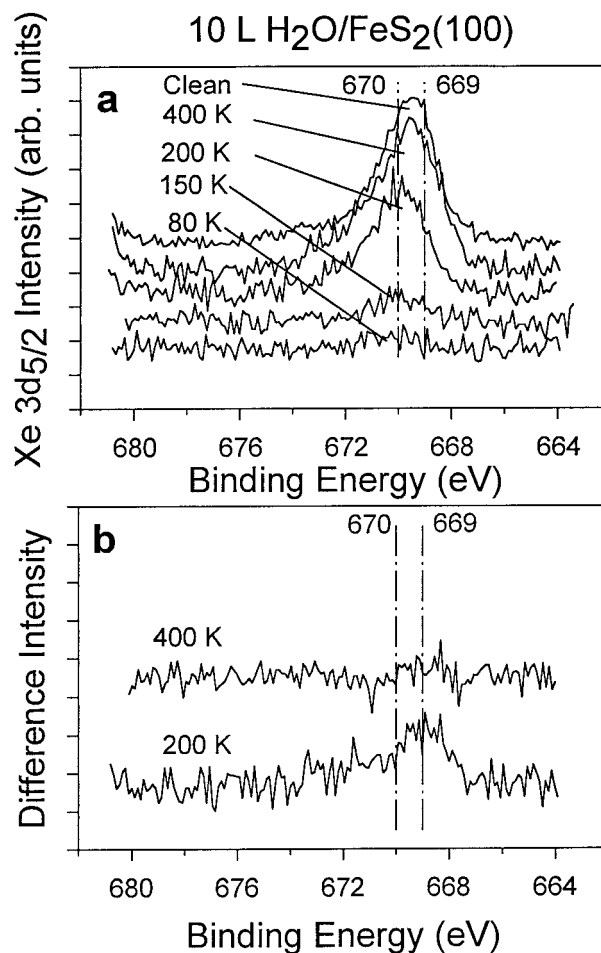 10 L H2O/FeS2(100)
Xe 3d5/2 Intensity (arb. units)
a
Clean
670
669
400 K
200 K
150 K
80 K
680 676 672 668 664
Binding Energy (eV)
Difference Intensity
b
670
669
400 K
200 K
680 676 672 668 664
Binding Energy (eV)